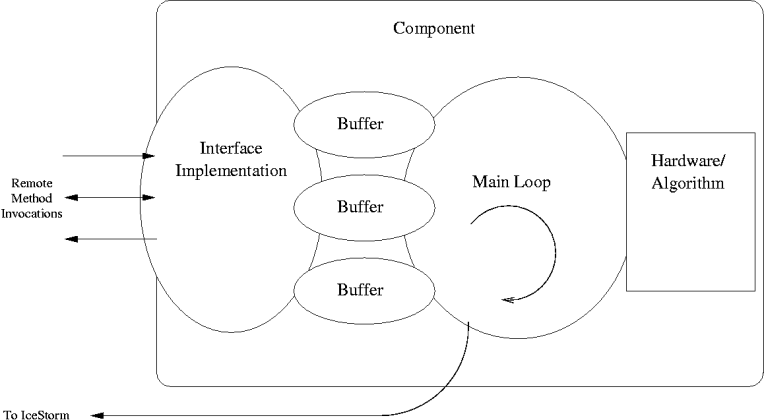 Component
Buffer
Interface
Implementation
Hardware/
Algorithm
Main Loop
Remote
Method
Invocations
Buffer
Buffer
To IceStorm